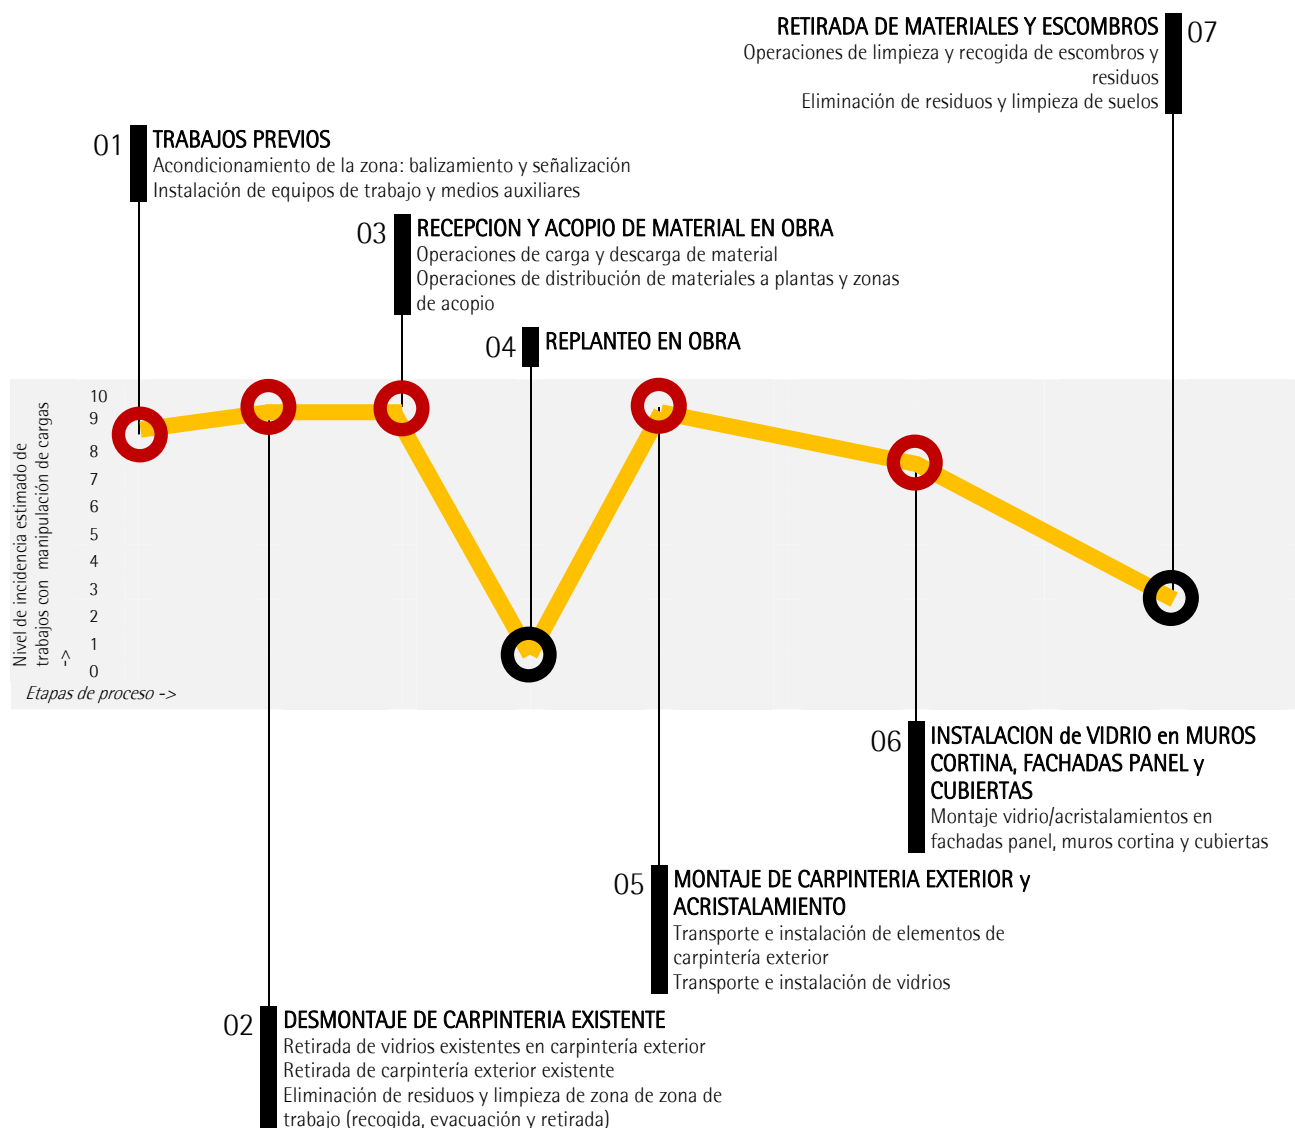 RETIRADA DE MATERIALES Y ESCOMBROS
07
Operaciones de limpieza y recogida de escombros y
residuos
Eliminación de residuos y limpieza de suelos
01
TRABAJOS PREVIOS
Acondicionamiento de la zona: balizamiento y señalización
Instalación de equipos de trabajo y medios auxiliares
03
RECEPCION Y ACOPIO DE MATERIAL EN OBRA
Operaciones de carga y descarga de material
Operaciones de distribución de materiales a plantas y zonas
de acopio
04
REPLANTEO EN OBRA
Nivel de incidencia estimado de
trabajos con manipulación de cargas
->
10
9
8
7
6
5
4
3
2
1
0
Etapas de proceso ->
06
INSTALACION de VIDRIO en MUROS
CORTINA, FACHADAS PANEL y
CUBIERTAS
Montaje vidrio/acristalamientos en
fachadas panel, muros cortina y cubiertas
05
MONTAJE DE CARPINTERIA EXTERIOR y
ACRISTALAMIENTO
Transporte e instalación de elementos de
carpintería exterior
Transporte e instalación de vidrios
02
DESMONTAJE DE CARPINTERIA EXISTENTE
Retirada de vidrios existentes en carpintería exterior
Retirada de carpintería exterior existente
Eliminación de residuos y limpieza de zona de zona de
trabajo (recogida, evacuación y retirada)